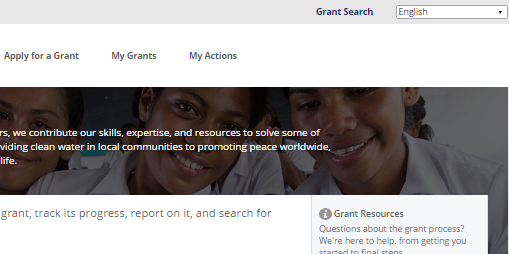 Grant Search English
Apply for a Grant My Grants My Actions
rs, we contribute our skills, expertise, and resources to solve some of
viding clean water in local communities to promoting peace worldwide,
life.
grant, track its progress, report on it, and search for
Grant Resources
Questions about the grant process?
We're here to help, from getting you
started to final steps.